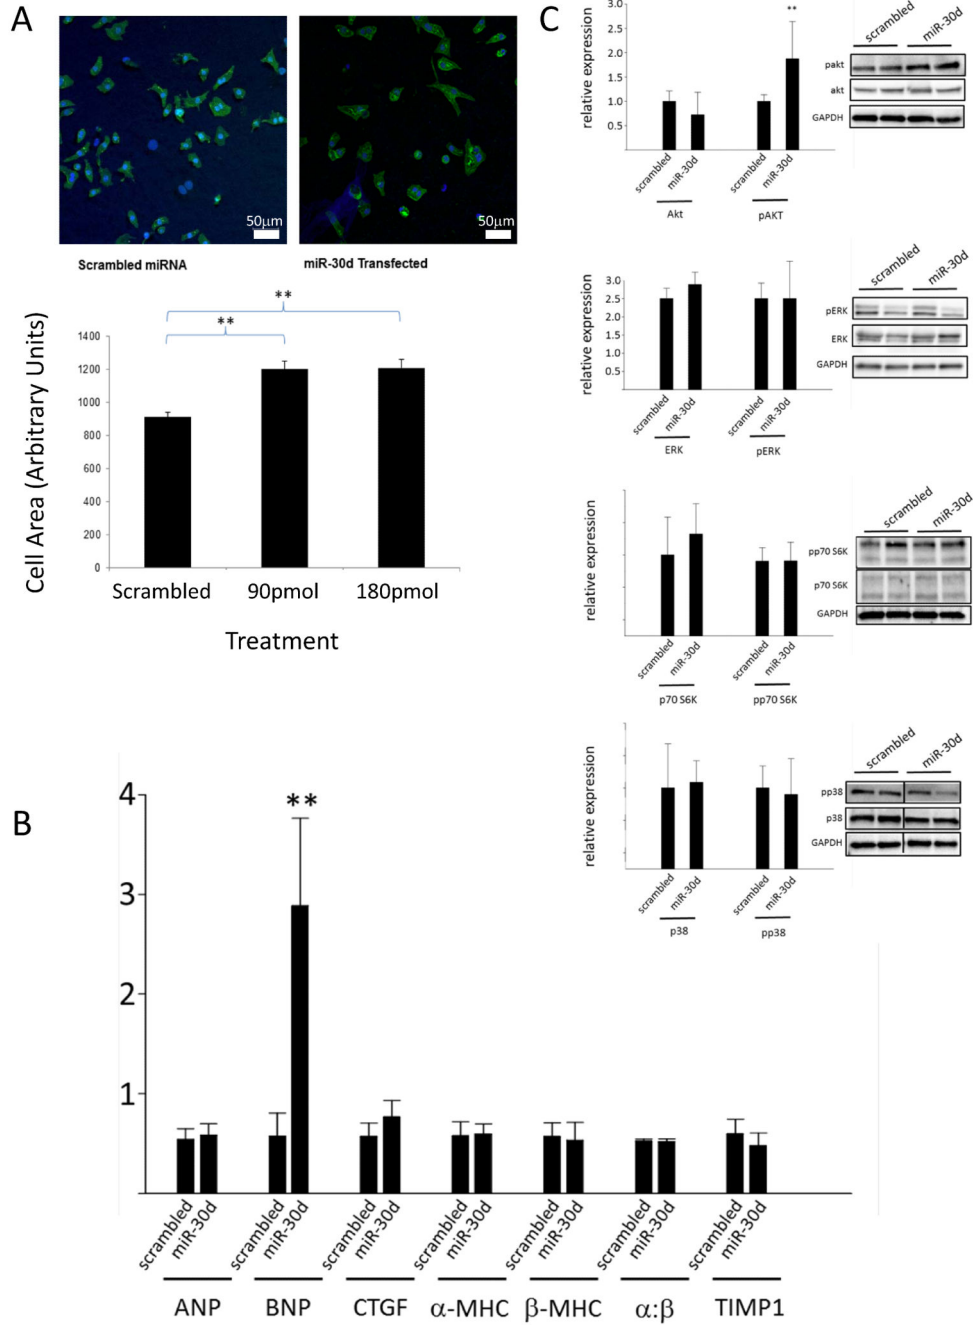 A
50μm
50μm
Scrambled miRNA
miR-30d Transfected
**
**
Cell Area (Arbitrary Units)
1400
1200
1000
800
600
400
200
0
Scrambled
90pmol
180pmol
Treatment
B
4
3
2
1
**
scrambled
miR-30d
scrambled
miR-30d
scrambled
miR-30d
scrambled
miR-30d
scrambled
miR-30d
scrambled
miR-30d
scrambled
miR-30d
ANP
BNP
CTGF
α-MHC
β-MHC
α:β
TIMP1
C
relative expression
3.0
2.5
2.0
1.5
1.0
0.5
**
scrambled
miR-30d
scrambled
miR-30d
Akt
pAKT
scrambled
miR-30d
pakt
akt
GAPDH
relative expression
3.0
2.5
2.0
1.5
1.0
0.5
scrambled
miR-30d
scrambled
miR-30d
ERK
pERK
scrambled
miR-30d
pERK
ERK
GAPDH
relative expression
scrambled
miR-30d
scrambled
miR-30d
p70 S6K
pp70 S6K
scrambled
miR-30d
pp70 S6K
p70 S6K
GAPDH
relative expression
scrambled
miR-30d
scrambled
miR-30d
p38
pp38
scrambled
miR-30d
pp38
p38
GAPDH